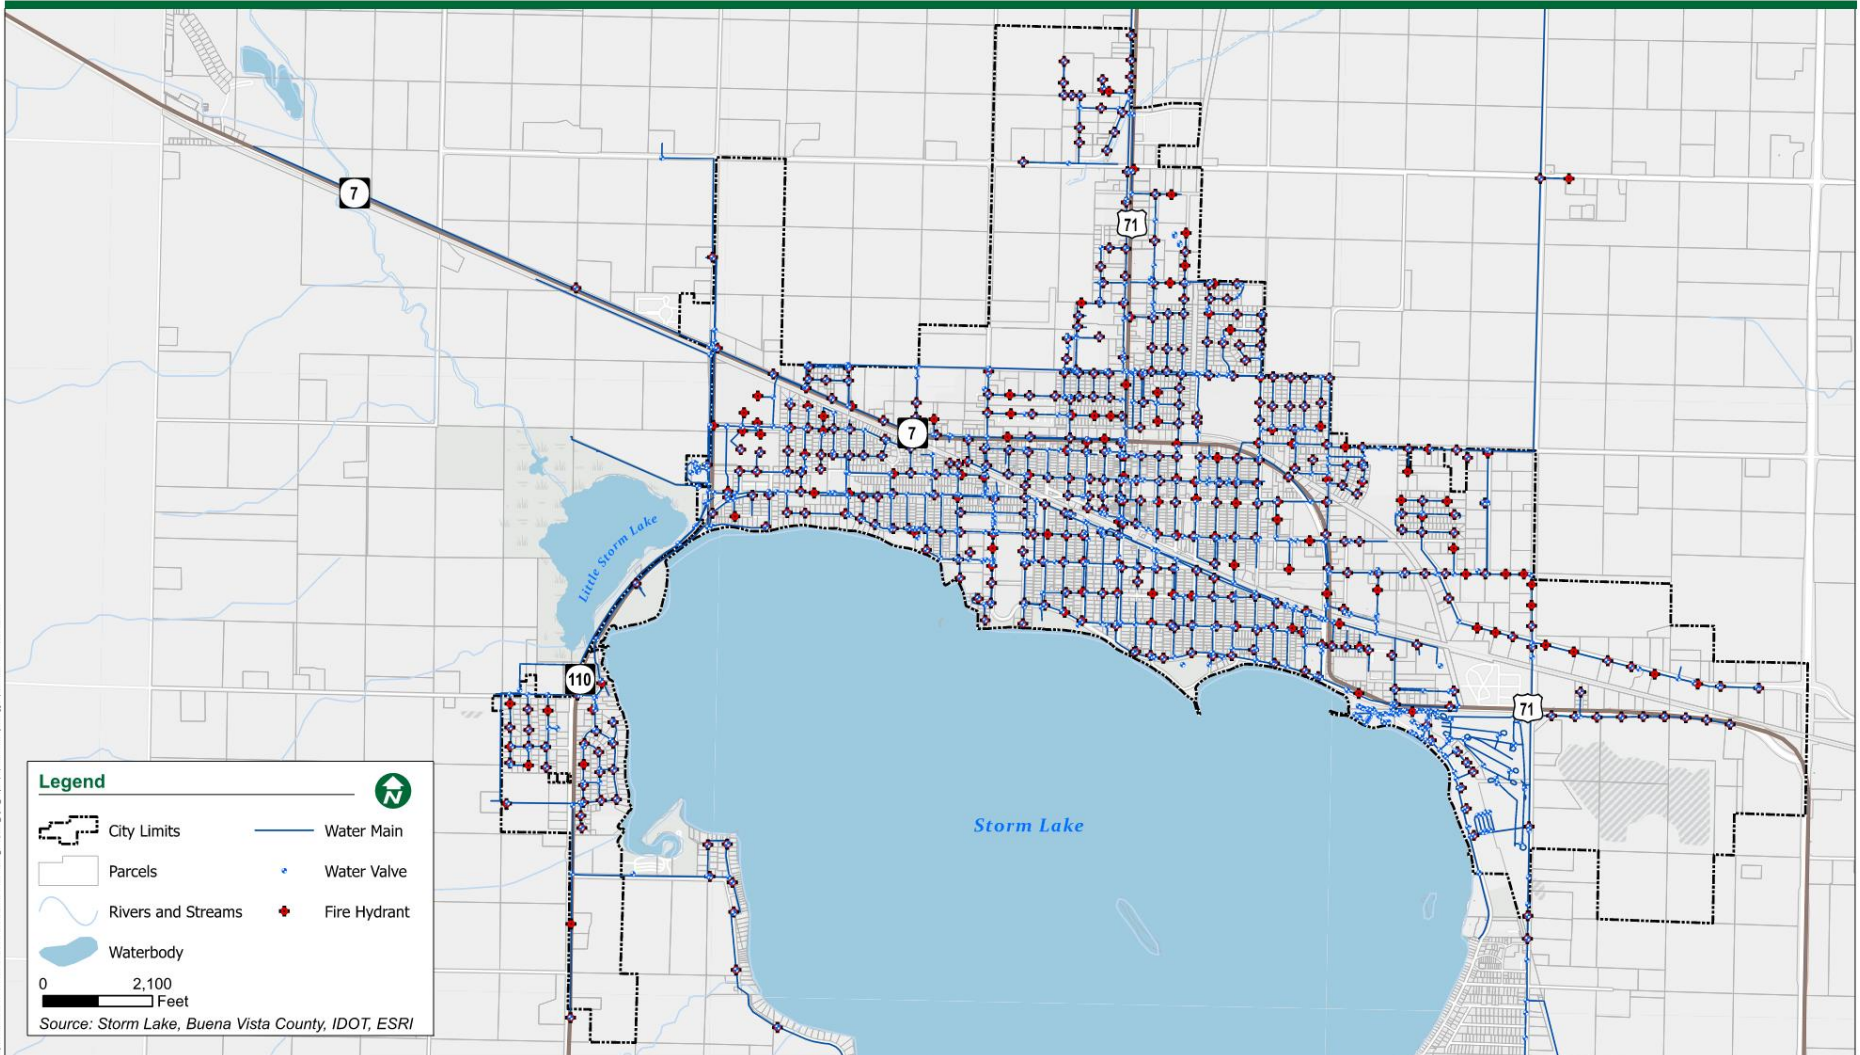 7
71
7
Little Storm Lake
110
71
Storm Lake
Legend
N
City Limits
Water Main
Parcels
Water Valve
Rivers and Streams
Fire Hydrant
Waterbody
0 2,100
Feet
Source: Storm Lake, Buena Vista County, IDOT, ESRI